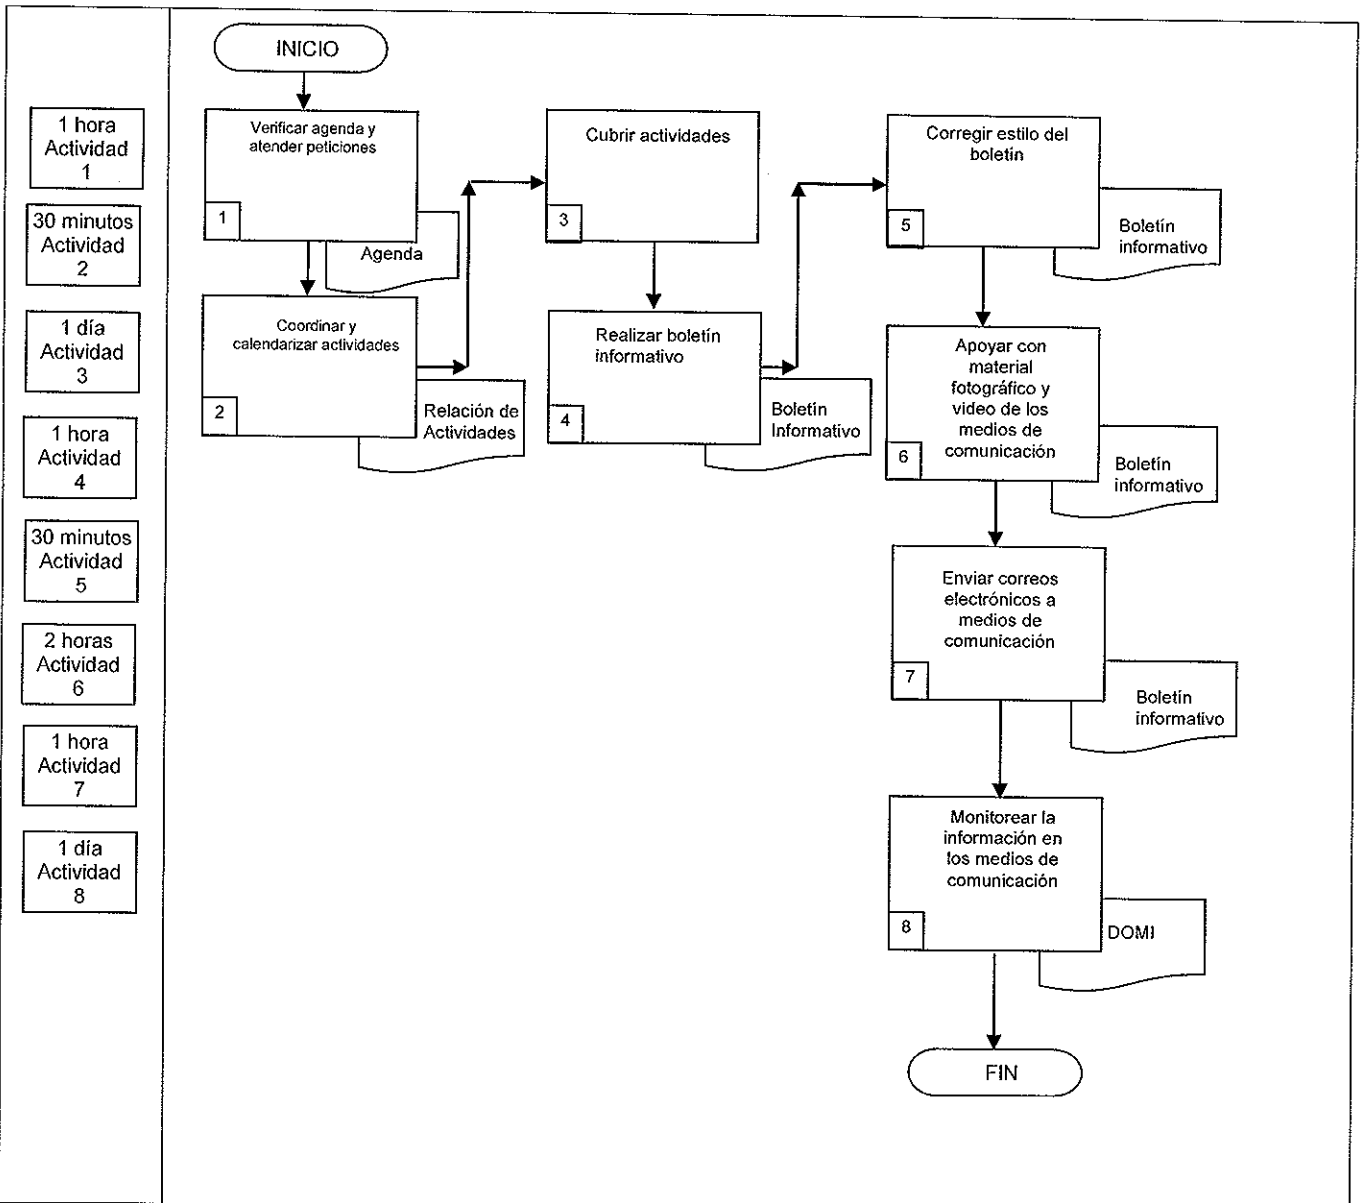 1 hora
Actividad
1
30 minutos
Actividad
2
1 día
Actividad
3
1 hora
Actividad
4
30 minutos
Actividad
5
2 horas
Actividad
6
1 hora
Actividad
7
1 día
Actividad
8
INICIO
Verificar agenda y
atender peticiones
1
Agenda
Coordinar y
calendarizar actividades
2
Relación de
Actividades
Cubrir actividades
3
Realizar boletín
informativo
4
Boletín
Informativo
Corregir estilo del
boletín
5
Boletín
informativo
Apoyar con
material
fotográfico y
video de los
medios de
comunicación
6
Boletín
informativo
Enviar correos
electrónicos a
medios de
comunicación
7
Boletín
informativo
Monitorear la
información en
los medios de
comunicación
8
DOMI
FIN